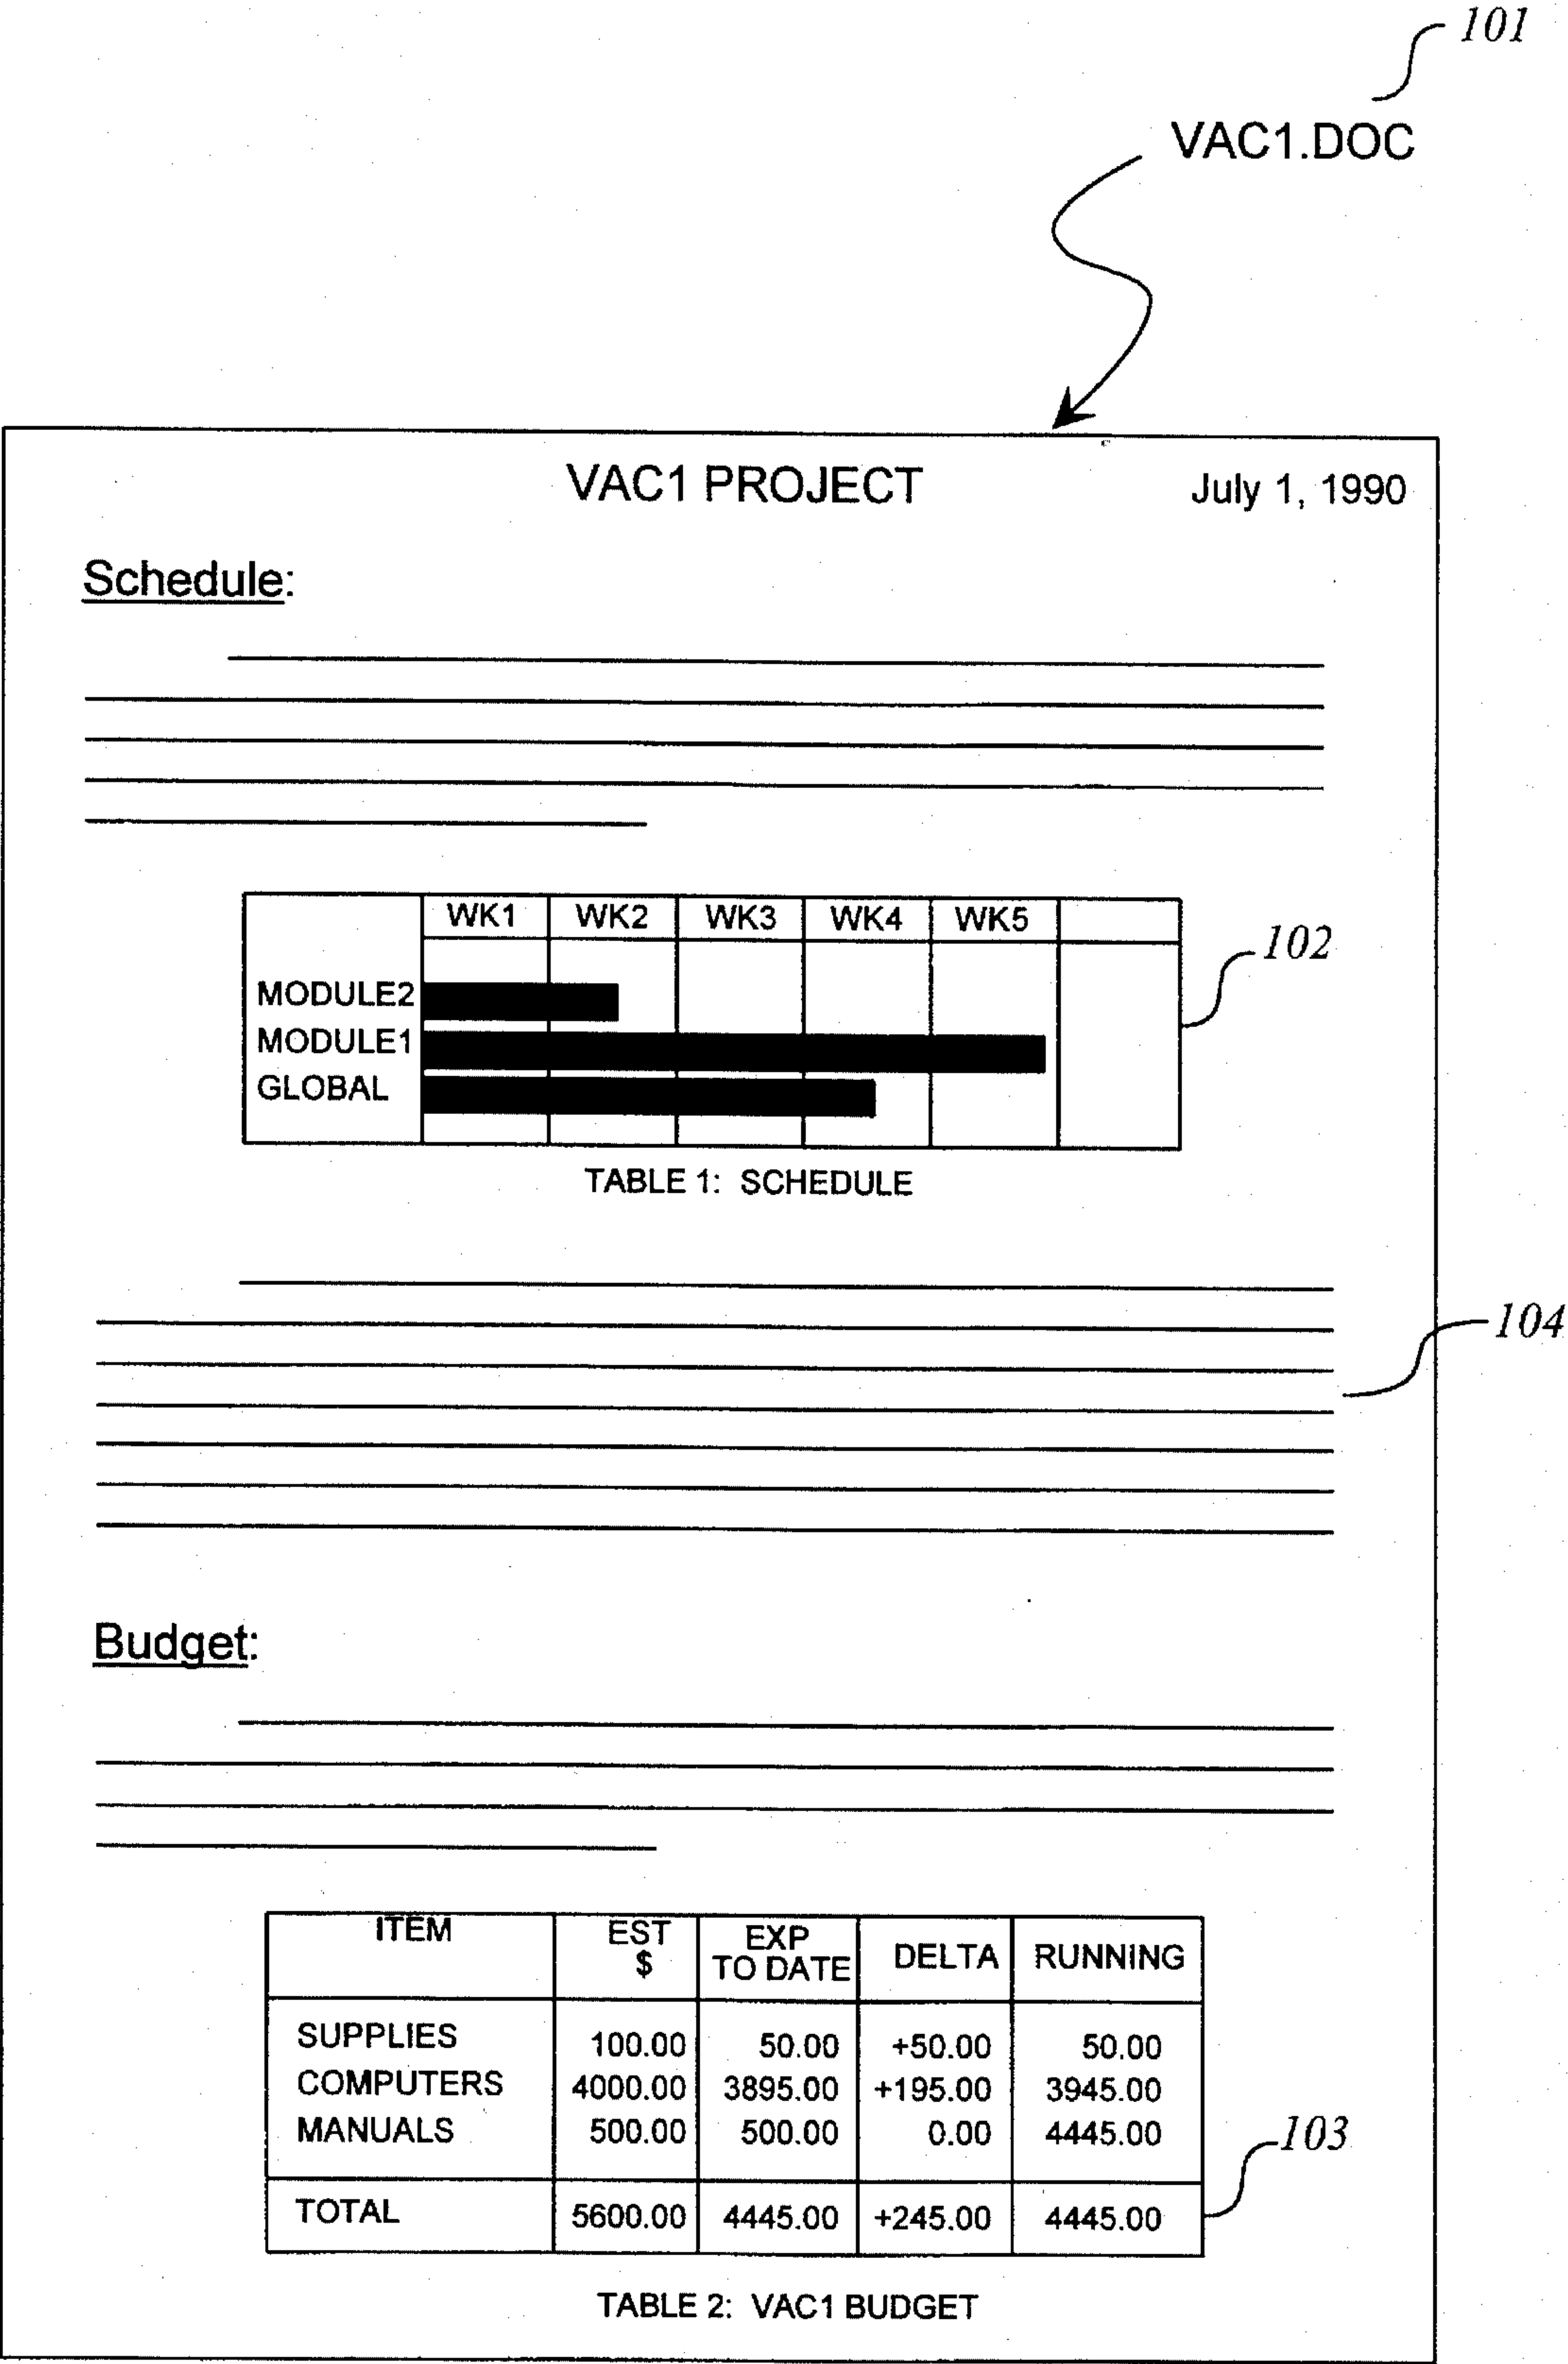 101
VAC1.DOC
VAC1 PROJECT July 1, 1990
Schedule:
WK1 WK2 WK3 WK4 WK5
102
MODULE2
MODULE1
GLOBAL
TABLE 1: SCHEDULE
104
Budget:
ITEM EST $ EXP TO DATE DELTA RUNNING
SUPPLIES 100.00 50.00 +50.00 50.00
COMPUTERS 4000.00 3895.00 +195.00 3945.00
MANUALS 500.00 500.00 0.00 4445.00
103
TOTAL 5600.00 4445.00 +245.00 4445.00
TABLE 2: VAC1 BUDGET